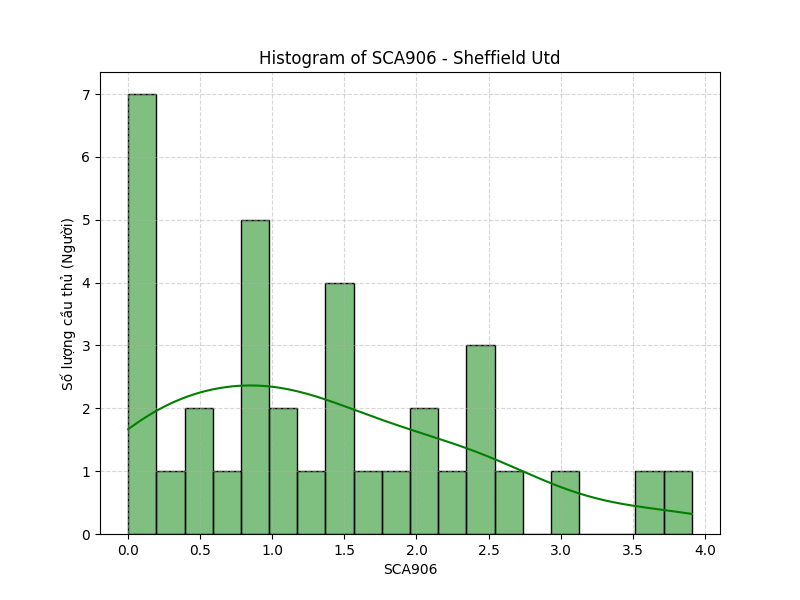 Histogram of SCA906 - Sheffield Utd
Số lượng cầu thủ (Người)
7
6
5
4
3
2
1
0
0.0 0.5 1.0 1.5 2.0 2.5 3.0 3.5 4.0
SCA906